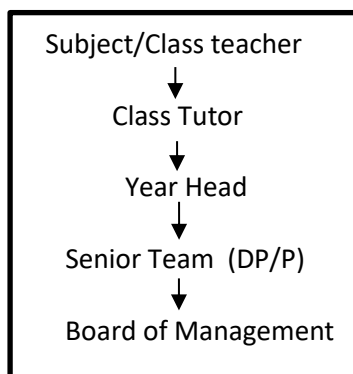 Subject/Class teacher
Class Tutor
Year Head
Senior Team (DP/P)
Board of Management